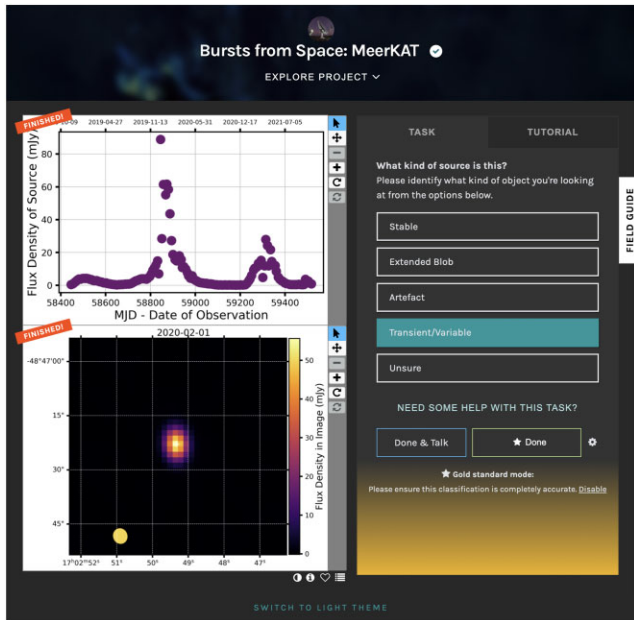 Bursts from Space: MeerKAT
EXPLORE PROJECT
FINISHED!
10-09 2019-04-27 2019-11-13 2020-05-31 2020-12-17 2021-07-05
Flux Density of Source (mJy)
80
60
40
20
0
58400 58600 58800 59000 59200 59400
MJD - Date of Observation
FINISHED!
2020-02-01
-48°47'00"
15"
30"
45"
17h02m52s 51s 50s 49s 48s 47s
50
40
30
20
10
0
Flux Density in Image (mJy)
TASK
TUTORIAL
What kind of source is this?
Please identify what kind of object you're looking
at from the options below.
Stable
Extended Blob
Artefact
Transient/Variable
Unsure
NEED SOME HELP WITH THIS TASK?
Done & Talk
Done
Gold standard mode:
Please ensure this classification is completely accurate. Disable
FIELD GUIDE
SWITCH TO LIGHT THEME